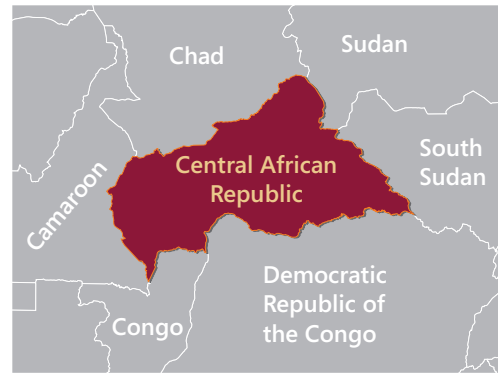 Chad
Sudan
Central African
Republic
South
Sudan
Camaroon
Democratic
Republic of
the Congo
Congo